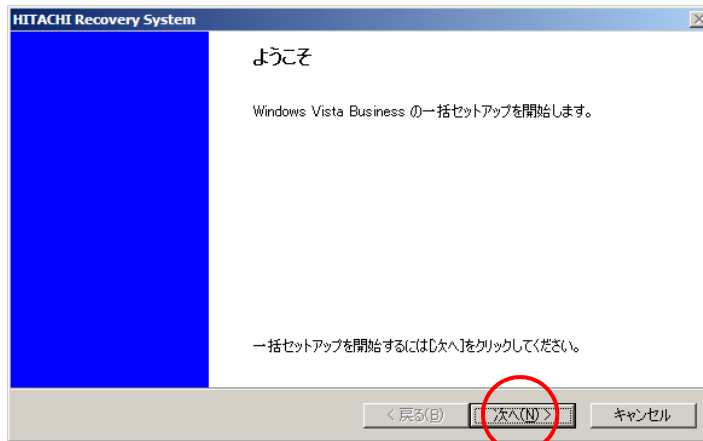 HITACHI Recovery System
ようこそ
Windows Vista Business の一括セットアップを開始します。
一括セットアップを開始するには[次へ]をクリックしてください。
< 戻る(B) 次へ(N) > キャンセル